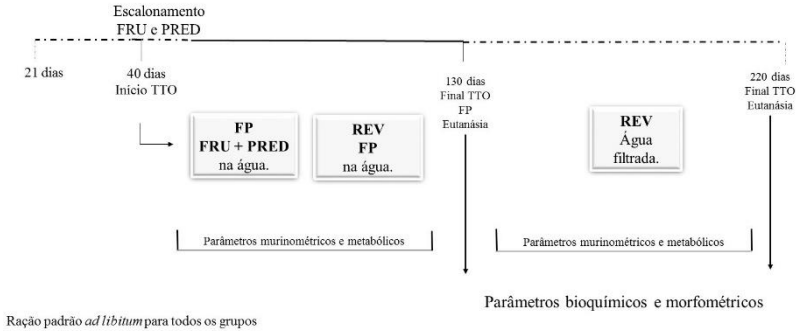 Escalonamento
FRU e PRED
21 dias
40 dias
Início TTO
130 dias
Final TTO
FP
Eutanásia
220 dias
Final TTO
Eutanásia
FP
FRU + PRED
na água.
REV
FP
na água.
REV
Água
filtrada.
Parâmetros murinométricos e metabólicos
Parâmetros murinométricos e metabólicos
Parâmetros bioquímicos e morfométricos
Ração padrão ad libitum para todos os grupos